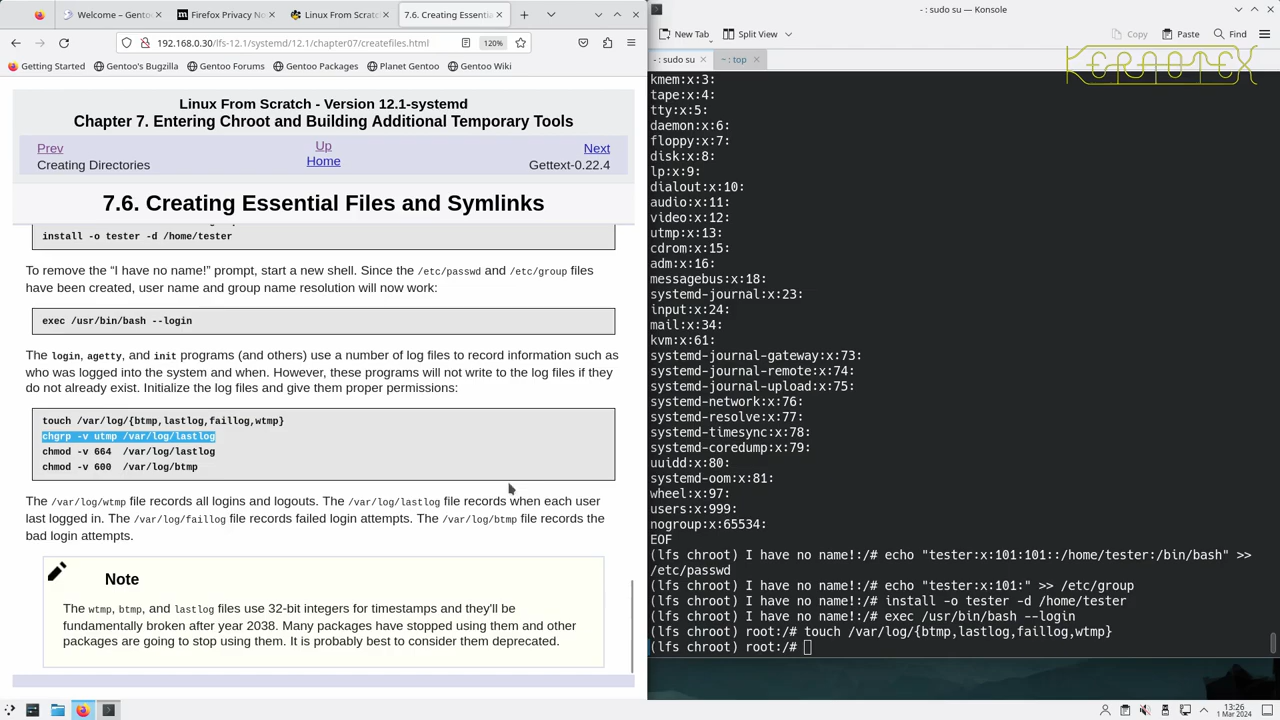 Welcome – Gento
Firefox Privacy No
Linux From Scratc
7.6. Creating Essentia
192.168.0.30/lfs-12.1/systemd/12.1/chapter07/createfiles.html
120%
Getting Started
Gentoo's Bugzilla
Gentoo Forums
Gentoo Packages
Planet Gentoo
Gentoo Wiki
Linux From Scratch - Version 12.1-systemd
Chapter 7. Entering Chroot and Building Additional Temporary Tools
Prev
Up
Next
Creating Directories
Home
Gettext-0.22.4
7.6. Creating Essential Files and Symlinks
install -o tester -d /home/tester
To remove the “I have no name!” prompt, start a new shell. Since the /etc/passwd and /etc/group files
have been created, user name and group name resolution will now work:
exec /usr/bin/bash --login
The login, agetty, and init programs (and others) use a number of log files to record information such as
who was logged into the system and when. However, these programs will not write to the log files if they
do not already exist. Initialize the log files and give them proper permissions:
touch /var/log/{btmp,lastlog,faillog,wtmp}
chgrp -v utmp /var/log/lastlog
chmod -v 664  /var/log/lastlog
chmod -v 600  /var/log/btmp
The /var/log/wtmp file records all logins and logouts. The /var/log/lastlog file records when each user
last logged in. The /var/log/faillog file records failed login attempts. The /var/log/btmp file records the
bad login attempts.
Note
The wtmp, btmp, and lastlog files use 32-bit integers for timestamps and they'll be
fundamentally broken after year 2038. Many packages have stopped using them and other
packages are going to stop using them. It is probably best to consider them deprecated.
- : sudo su — Konsole
New Tab
Split View
Copy
Paste
Find
- : sudo su
~ : top
KERNOTEX
kmem:x:3:
tape:x:4:
tty:x:5:
daemon:x:6:
floppy:x:7:
disk:x:8:
lp:x:9:
dialout:x:10:
audio:x:11:
video:x:12:
utmp:x:13:
cdrom:x:15:
adm:x:16:
messagebus:x:18:
systemd-journal:x:23:
input:x:24:
mail:x:34:
kvm:x:61:
systemd-journal-gateway:x:73:
systemd-journal-remote:x:74:
systemd-journal-upload:x:75:
systemd-network:x:76:
systemd-resolve:x:77:
systemd-timesync:x:78:
systemd-coredump:x:79:
uuidd:x:80:
systemd-oom:x:81:
wheel:x:97:
users:x:999:
nogroup:x:65534:
EOF
(lfs chroot) I have no name!:/# echo "tester:x:101:101::/home/tester:/bin/bash" >>
/etc/passwd
(lfs chroot) I have no name!:/# echo "tester:x:101:" >> /etc/group
(lfs chroot) I have no name!:/# install -o tester -d /home/tester
(lfs chroot) I have no name!:/# exec /usr/bin/bash --login
(lfs chroot) root:/# touch /var/log/{btmp,lastlog,faillog,wtmp}
(lfs chroot) root:/#
13:26
1 Mar 2024